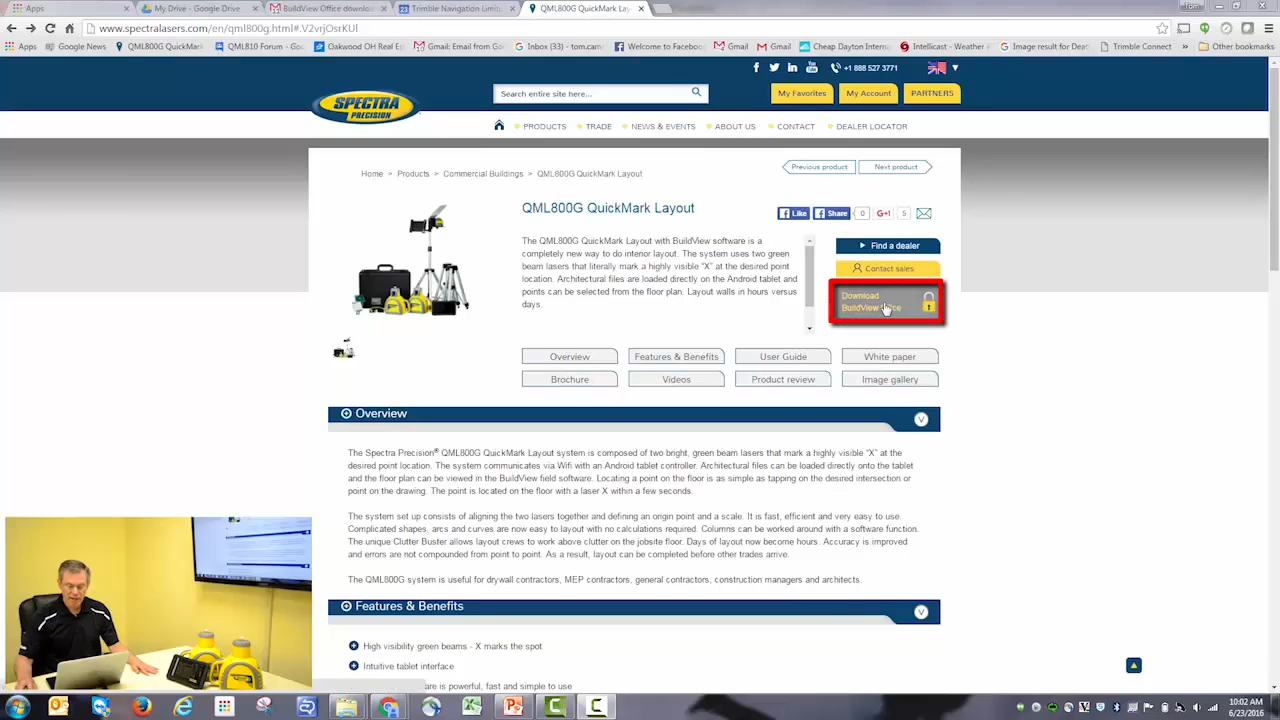 Apps
My Drive - Google Drive
BuildView Office downloa
Trimble Navigation Limit
QML800G QuickMark Lay
Tom
www.spectralasers.com/en/qml800g.html#.V2vrjOsrKUl
Apps
Google News
QML800G QuickMark
QML810 Forum - Go
Oakwood OH Real E
Gmail: Email from Go
Inbox (33) - tom.cam
Welcome to Faceboo
Gmail
Gmail
Cheap Dayton Intern
Intellicast - Weather
Image result for Deat
Trimble Connect
»
Other bookmarks
+1 888 527 3771
SPECTRA
PRECISION
Search entire site here...
My Favorites
My Account
PARTNERS
PRODUCTS
TRADE
NEWS & EVENTS
ABOUT US
CONTACT
DEALER LOCATOR
Previous product
Next product
Home > Products > Commercial Buildings > QML800G QuickMark Layout
QML800G QuickMark Layout
Like
Share
0
G+1
5
The QML800G QuickMark Layout with BuildView software is a
completely new way to do interior layout. The system uses two green
beam lasers that literally mark a highly visible "X" at the desired point
location. Architectural files are loaded directly on the Android tablet and
points can be selected from the floor plan. Layout walls in hours versus
days.
Find a dealer
Contact sales
Download
BuildView
Overview
Features & Benefits
User Guide
White paper
Brochure
Videos
Product review
Image gallery
Overview
V
The Spectra Precision® QML800G QuickMark Layout system is composed of two bright, green beam lasers that mark a highly visible "X" at the
desired point location. The system communicates via Wifi with an Android tablet controller. Architectural files can be loaded directly onto the tablet
and the floor plan can be viewed in the BuildView field software. Locating a point on the floor is as simple as tapping on the desired intersection or
point on the drawing. The point is located on the floor with a laser X within a few seconds.
The system set up consists of aligning the two lasers together and defining an origin point and a scale. It is fast, efficient and very easy to use.
Complicated shapes, arcs and curves are now easy to layout with no calculations required. Columns can be worked around with a software function.
The unique Clutter Buster allows layout crews to work above clutter on the jobsite floor. Days of layout now become hours. Accuracy is improved
and errors are not compounded from point to point. As a result, layout can be completed before other trades arrive.
The QML800G system is useful for drywall contractors, MEP contractors, general contractors, construction managers and architects.
Features & Benefits
V
High visibility green beams - X marks the spot
Intuitive tablet interface
are is powerful, fast and simple to use
10:02 AM
6/23/2016